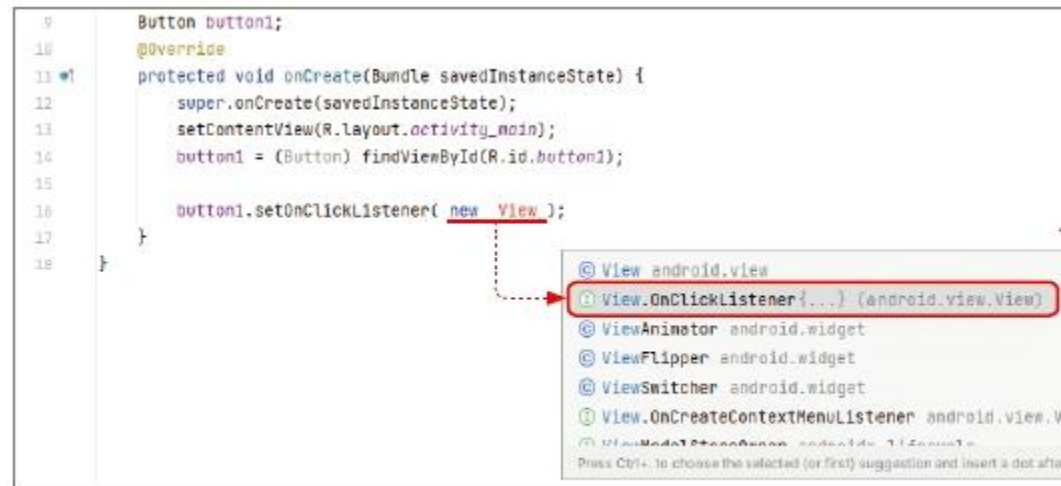 9 Button button1;
10 @Override
11 protected void onCreate(Bundle savedInstanceState) {
12 super.onCreate(savedInstanceState);
13 setContentView(R.layout.activity_main);
14 button1 = (Button) findViewById(R.id.button1);
15
16 button1.setOnClickListener( new View );
17 }
18 }
View android.view
View.OnClickListener{...} (android.view.View)
ViewAnimator android.widget
ViewFlipper android.widget
ViewSwitcher android.widget
View.OnCreateContextMenuListener android.view.V
Press Ctrl+. to choose the selected (or first) suggestion and insert a dot afte